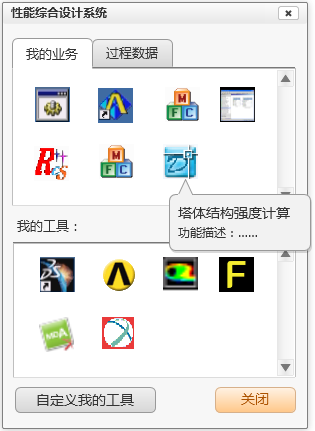 性能综合设计系统
我的业务 过程数据
M
F C
R
M
F C
塔体结构强度计算
功能描述：......
我的工具：
F
MDA
自定义我的工具 关闭